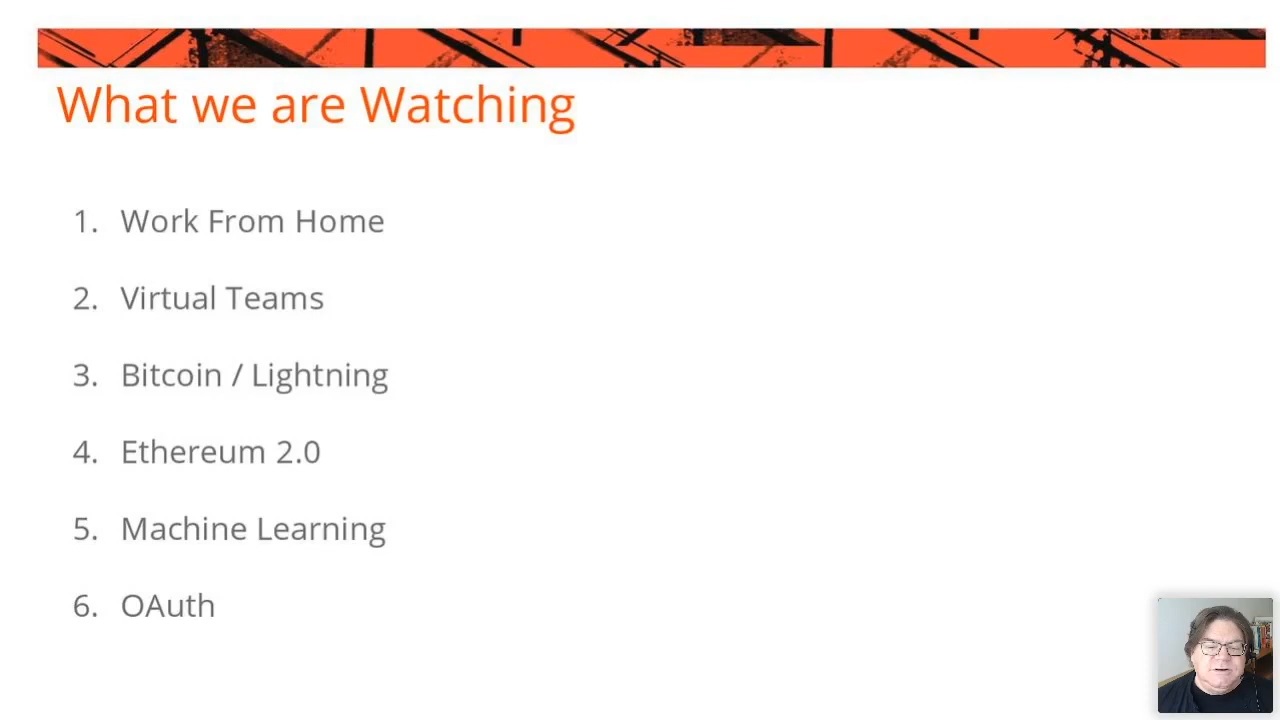 What we are Watching
1. Work From Home
2. Virtual Teams
3. Bitcoin / Lightning
4. Ethereum 2.0
5. Machine Learning
6. OAuth